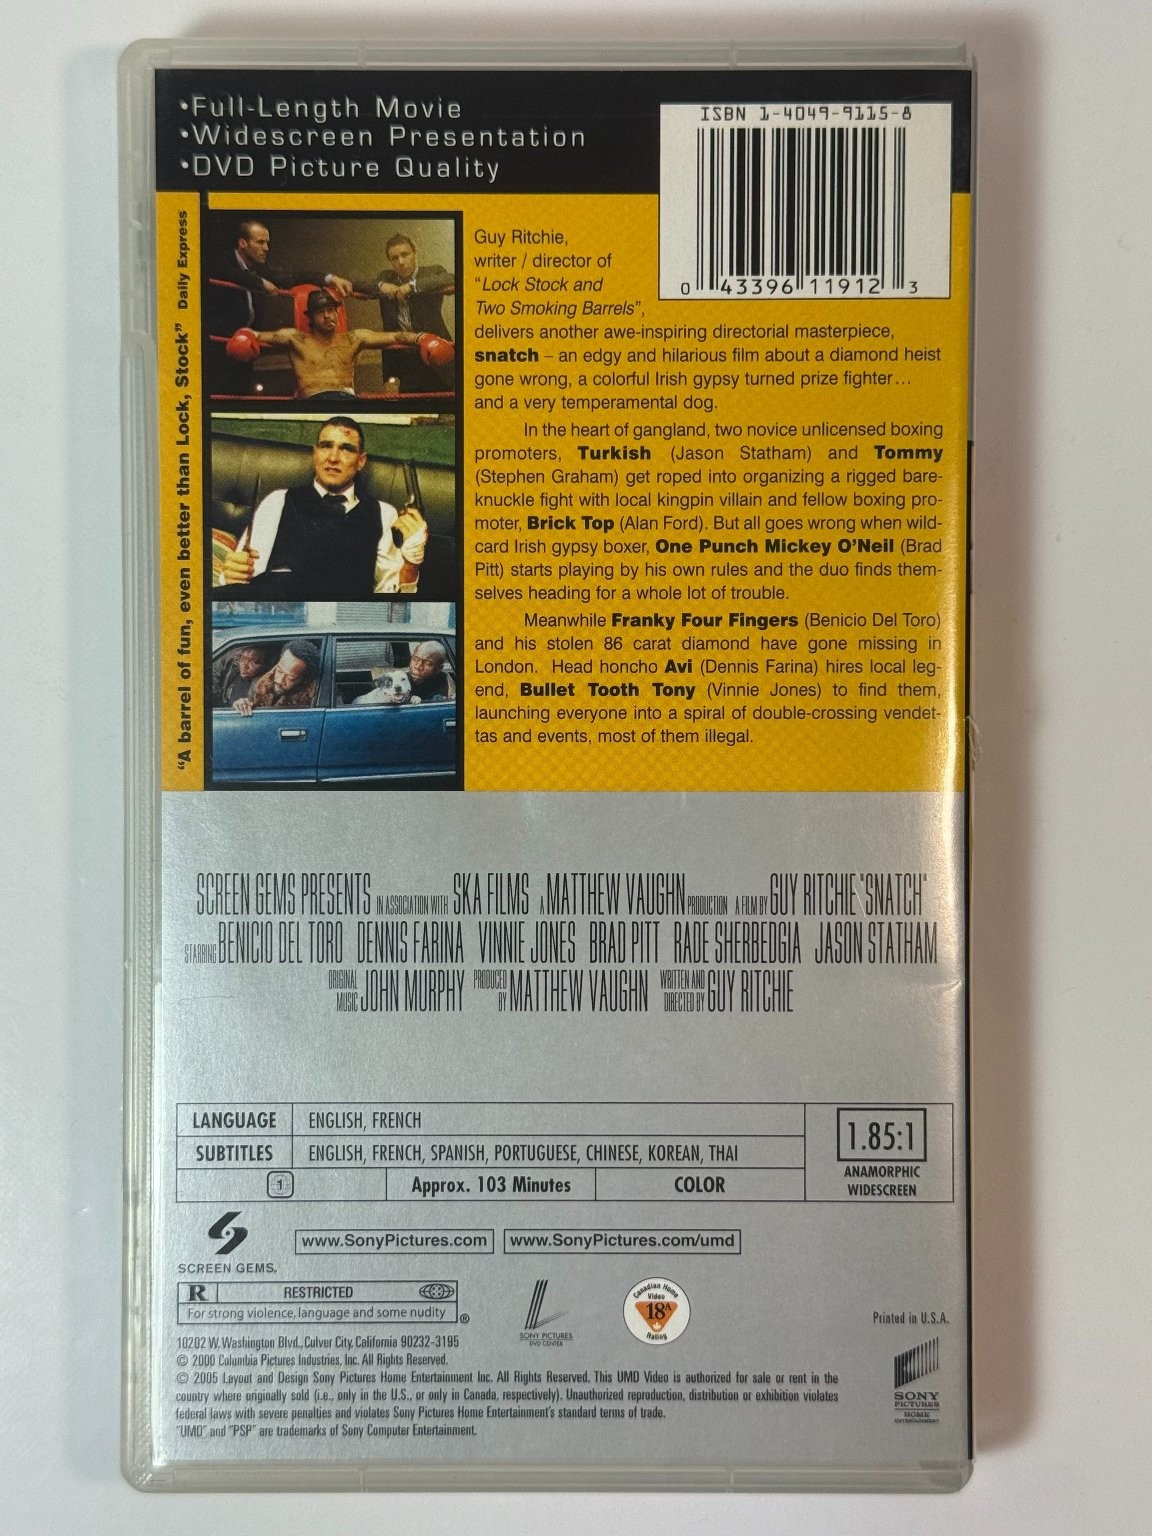 •Full-Length Movie
•Widescreen Presentation
•DVD Picture Quality
ISBN 1-4049-9115-8
0 43396 11912 3
"A barrel of fun, even better than Lock, Stock" Daily Express
Guy Ritchie,
writer / director of
"Lock Stock and
Two Smoking Barrels",
delivers another awe-inspiring directorial masterpiece,
snatch – an edgy and hilarious film about a diamond heist
gone wrong, a colorful Irish gypsy turned prize fighter...
and a very temperamental dog.
In the heart of gangland, two novice unlicensed boxing
promoters, Turkish (Jason Statham) and Tommy
(Stephen Graham) get roped into organizing a rigged bare-
knuckle fight with local kingpin villain and fellow boxing pro-
moter, Brick Top (Alan Ford). But all goes wrong when wild-
card Irish gypsy boxer, One Punch Mickey O'Neil (Brad
Pitt) starts playing by his own rules and the duo finds them-
selves heading for a whole lot of trouble.
Meanwhile Franky Four Fingers (Benicio Del Toro)
and his stolen 86 carat diamond have gone missing in
London. Head honcho Avi (Dennis Farina) hires local leg-
end, Bullet Tooth Tony (Vinnie Jones) to find them,
launching everyone into a spiral of double-crossing vendet-
tas and events, most of them illegal.
SCREEN GEMS PRESENTS IN ASSOCIATION WITH SKA FILMS A MATTHEW VAUGHN PRODUCTION A FILM BY GUY RITCHIE "SNATCH"
STARRING BENICIO DEL TORO DENNIS FARINA VINNIE JONES BRAD PITT RADE SHERBEDGIA JASON STATHAM
ORIGINAL MUSIC JOHN MURPHY PRODUCED BY MATTHEW VAUGHN WRITTEN AND DIRECTED BY GUY RITCHIE
LANGUAGE ENGLISH, FRENCH
SUBTITLES ENGLISH, FRENCH, SPANISH, PORTUGUESE, CHINESE, KOREAN, THAI
1 Approx. 103 Minutes COLOR
1.85:1
ANAMORPHIC
WIDESCREEN
SCREEN GEMS.
www.SonyPictures.com www.SonyPictures.com/umd
R RESTRICTED
For strong violence, language and some nudity ®
SONY PICTURES
DVD CENTER
Canadian Home
Video
18A
Rating
Printed in U.S.A.
SONY
PICTURES
HOME
ENTERTAINMENT
10202 W. Washington Blvd., Culver City, California 90232-3195
© 2000 Columbia Pictures Industries, Inc. All Rights Reserved.
© 2005 Layout and Design Sony Pictures Home Entertainment Inc. All Rights Reserved. This UMD Video is authorized for sale or rent in the
country where originally sold (i.e., only in the U.S., or only in Canada, respectively). Unauthorized reproduction, distribution or exhibition violates
federal laws with severe penalties and violates Sony Pictures Home Entertainment's standard terms of trade.
"UMD" and "PSP" are trademarks of Sony Computer Entertainment.